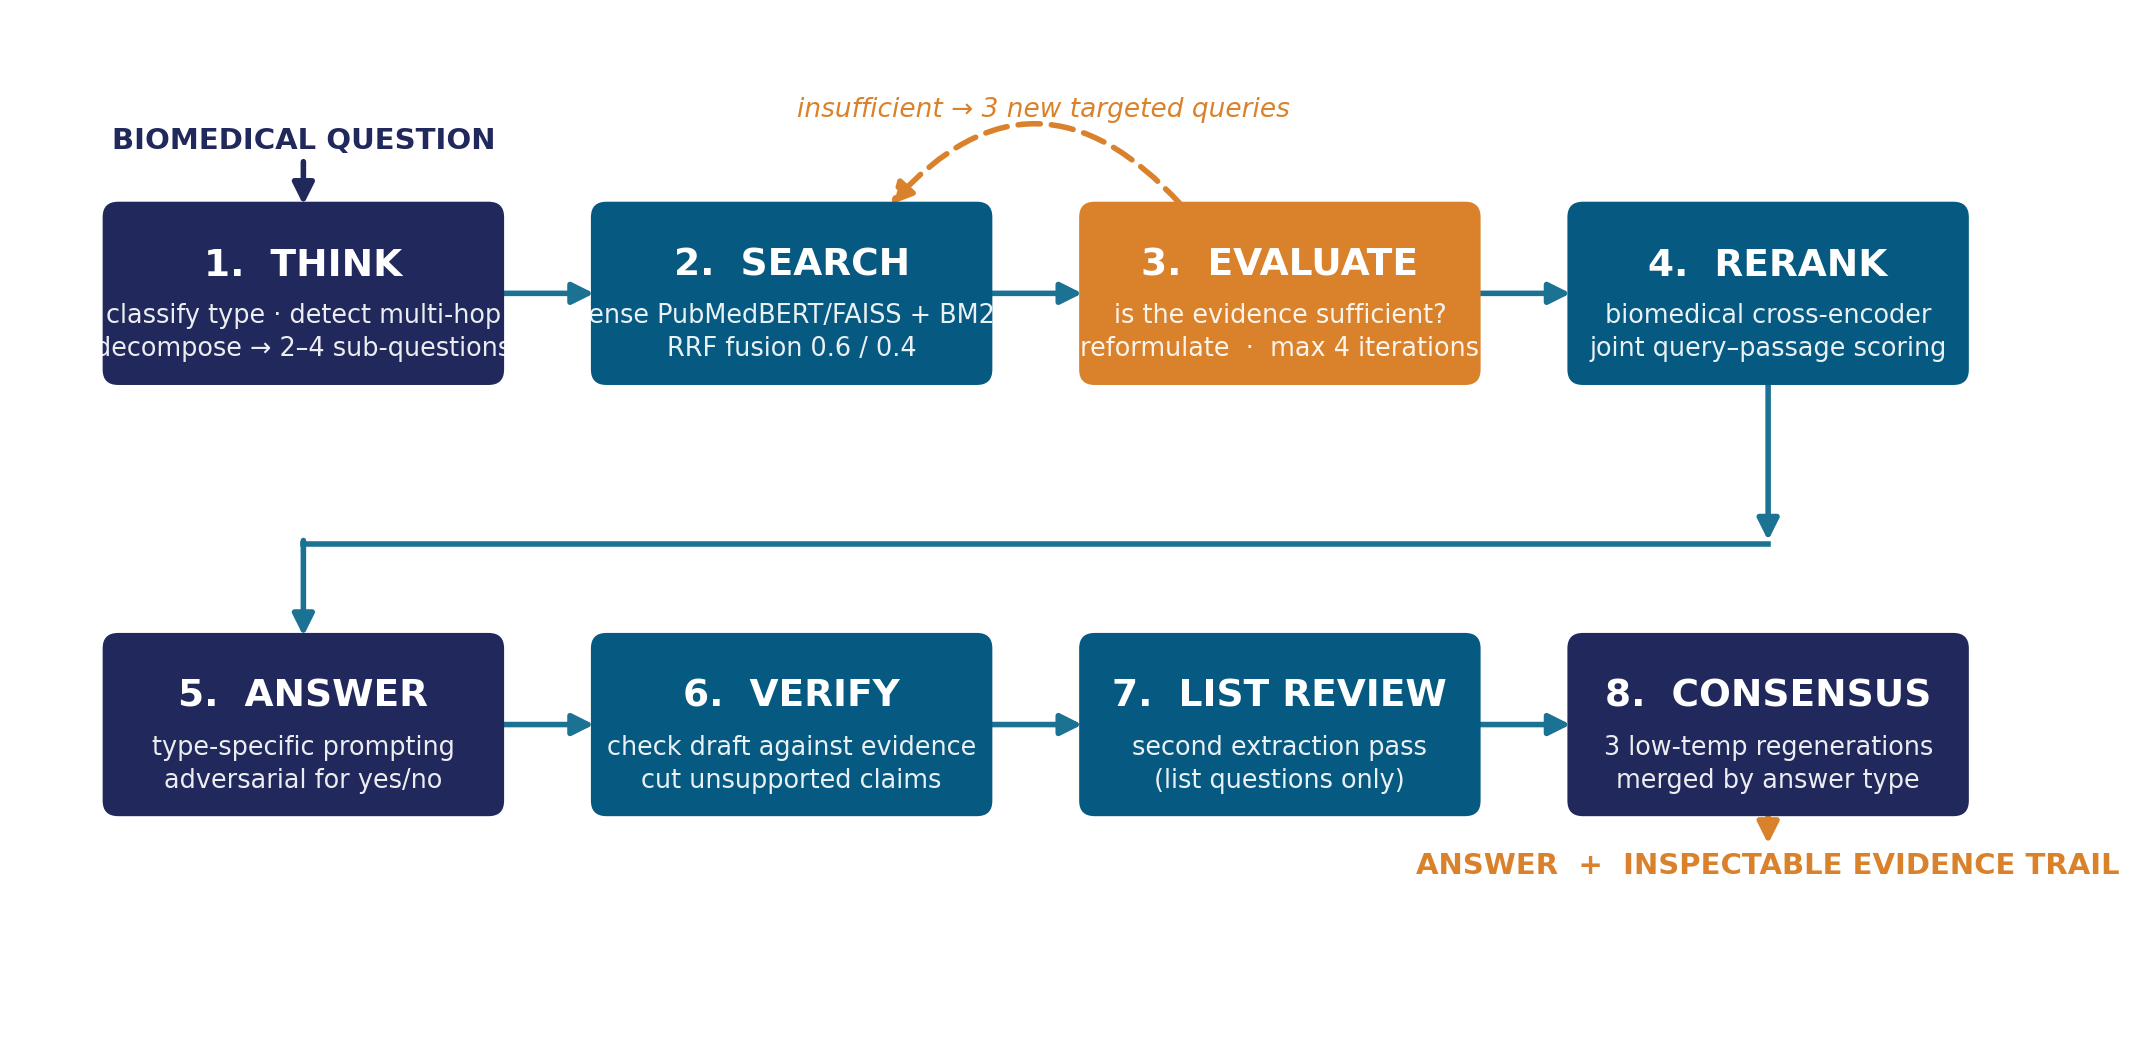 insufficient → 3 new targeted queries
BIOMEDICAL QUESTION
1. THINK
classify type · detect multi-hop
decompose → 2–4 sub-questions
2. SEARCH
ense PubMedBERT/FAISS + BM2
RRF fusion 0.6 / 0.4
3. EVALUATE
is the evidence sufficient?
reformulate · max 4 iterations
4. RERANK
biomedical cross-encoder
joint query–passage scoring
5. ANSWER
type-specific prompting
adversarial for yes/no
6. VERIFY
check draft against evidence
cut unsupported claims
7. LIST REVIEW
second extraction pass
(list questions only)
8. CONSENSUS
3 low-temp regenerations
merged by answer type
ANSWER + INSPECTABLE EVIDENCE TRAIL